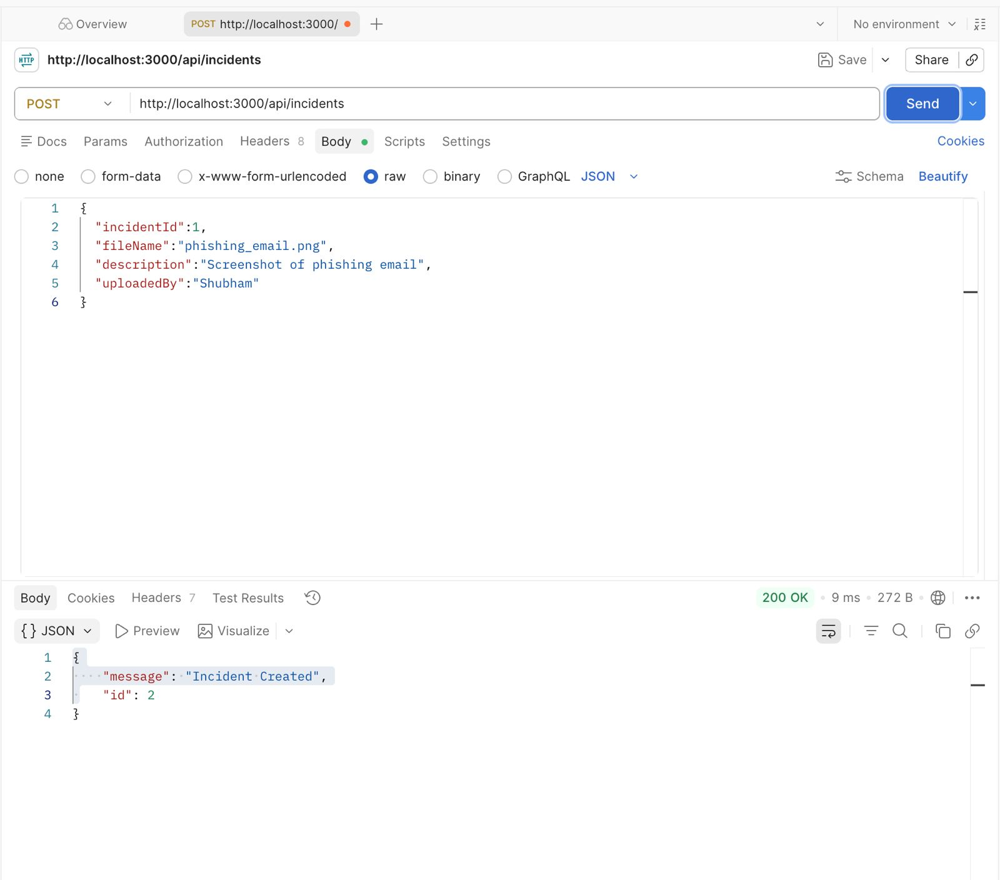 Overview POST http://localhost:3000/ No environment
HTTP http://localhost:3000/api/incidents Save Share
POST http://localhost:3000/api/incidents Send
Docs Params Authorization Headers 8 Body Scripts Settings Cookies
none form-data x-www-form-urlencoded raw binary GraphQL JSON Schema Beautify
1 {
2 "incidentId":1,
3 "fileName":"phishing_email.png",
4 "description":"Screenshot of phishing email",
5 "uploadedBy":"Shubham"
6 }
Body Cookies Headers 7 Test Results 200 OK • 9 ms • 272 B
{} JSON Preview Visualize
1 {
2 "message": "Incident Created",
3 "id": 2
4 }